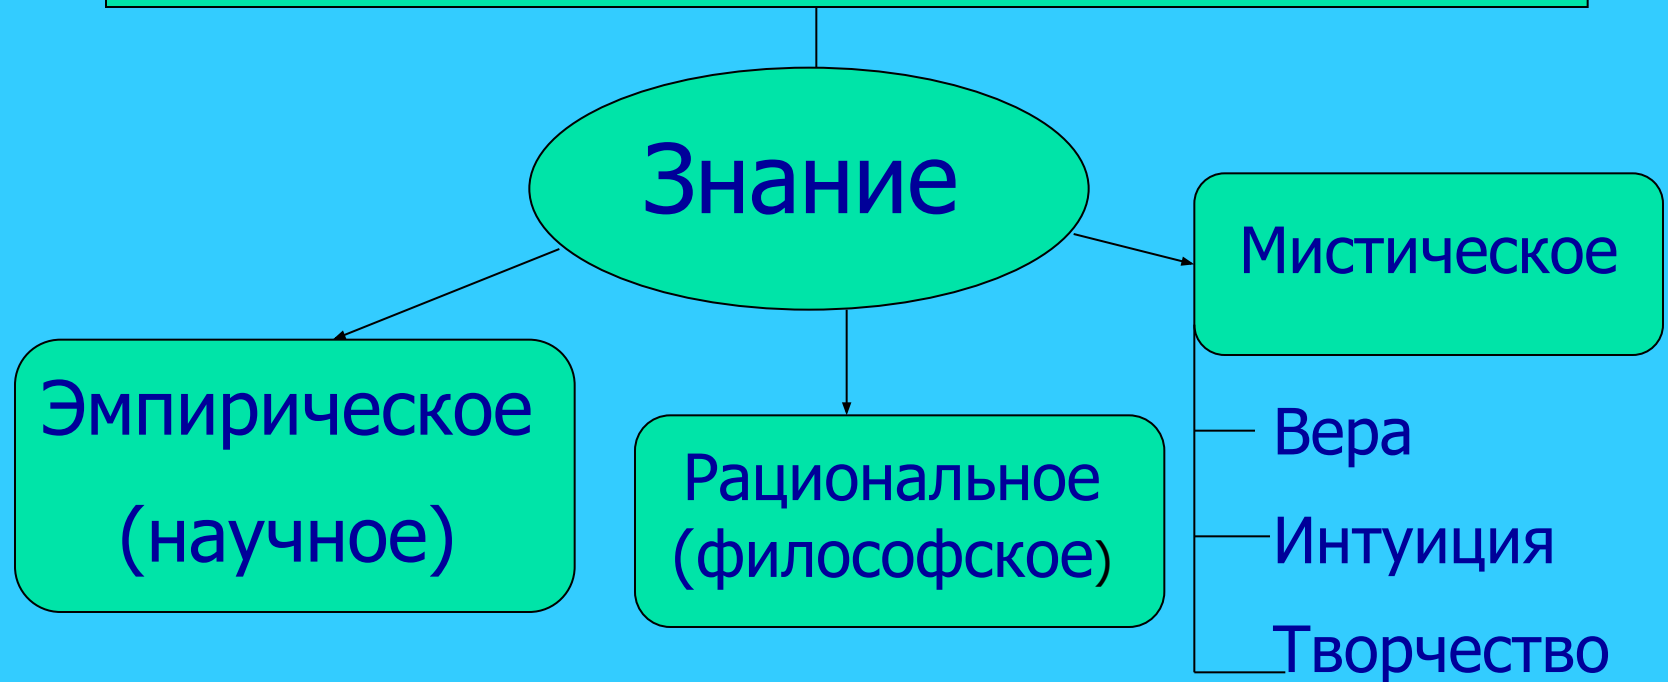 Знание
Мистическое
Эмпирическое
(научное)
Рациональное
(философское)
Вера
Интуиция
Творчество